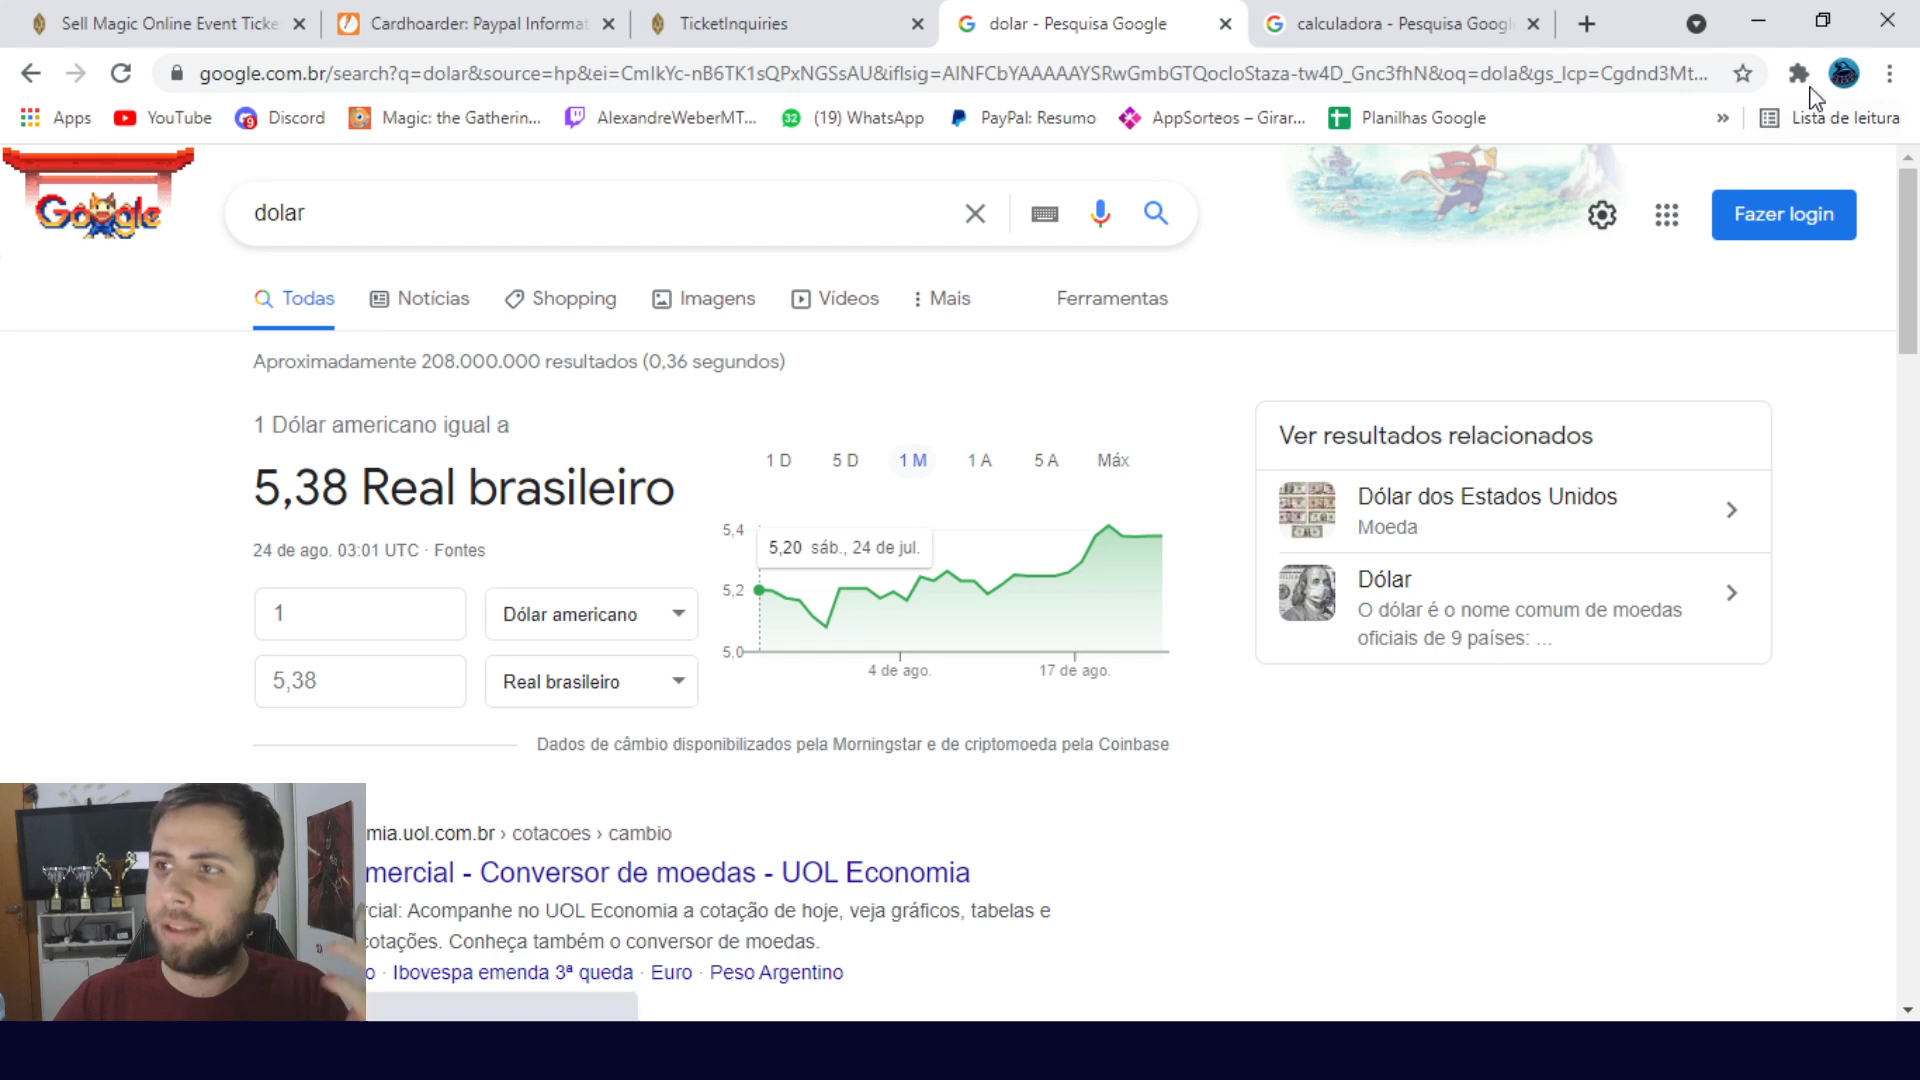 Sell Magic Online Event Ticke
Cardhoarder: Paypal Informat
TicketInquiries
dolar - Pesquisa Google
calculadora - Pesquisa Googl
google.com.br/search?q=dolar&source=hp&ei=CmIkYc-nB6TK1sQPxNGSsAU&iflsig=AINFCbYAAAAAYSRwGmbGTQocIoStaza-tw4D_Gnc3fhN&oq=dola&gs_lcp=Cgdnd3Mt...
Apps
YouTube
Discord
Magic: the Gatherin...
AlexandreWeberMT...
(19) WhatsApp
PayPal: Resumo
AppSorteos – Girar...
Planilhas Google
»
Lista de leitura
Google
dolar
Fazer login
Todas
Notícias
Shopping
Imagens
Vídeos
Mais
Ferramentas
Aproximadamente 208.000.000 resultados (0,36 segundos)
1 Dólar americano igual a
5,38 Real brasileiro
24 de ago. 03:01 UTC · Fontes
1
Dólar americano
5,38
Real brasileiro
1 D
5 D
1 M
1 A
5 A
Máx
5,4
5,20 sáb., 24 de jul.
5,2
5,0
4 de ago.
17 de ago.
Dados de câmbio disponibilizados pela Morningstar e de criptomoeda pela Coinbase
Ver resultados relacionados
Dólar dos Estados Unidos
Moeda
Dólar
O dólar é o nome comum de moedas
oficiais de 9 países: ...
mia.uol.com.br › cotacoes › cambio
mercial - Conversor de moedas - UOL Economia
cial: Acompanhe no UOL Economia a cotação de hoje, veja gráficos, tabelas e
cotações. Conheça também o conversor de moedas.
o · Ibovespa emenda 3ª queda · Euro · Peso Argentino